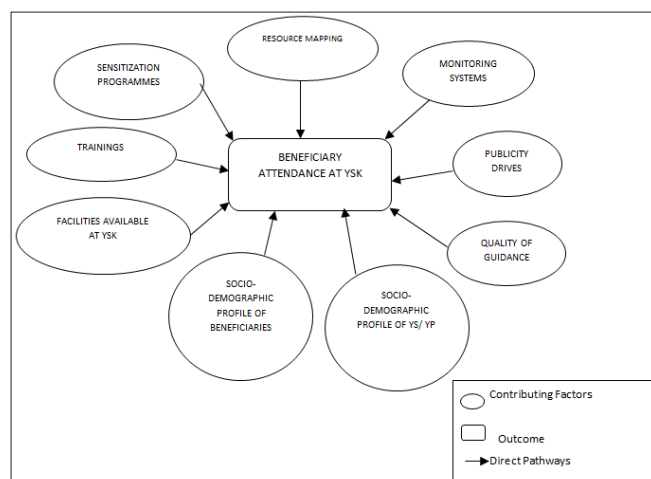 RESOURCE MAPPING
SENSITIZATION
PROGRAMMES
MONITORING
SYSTEMS
TRAININGS
BENEFICIARY
ATTENDANCE AT YSK
PUBLICITY
DRIVES
FACILITIES AVAILABLE
AT YSK
QUALITY OF
GUIDANCE
SOCIO-
DEMOGRAPHIC
PROFILE OF
BENEFICIARIES
SOCIO-
DEMOGRAPHIC
PROFILE OF YS/ YP
Contributing Factors
Outcome
Direct Pathways